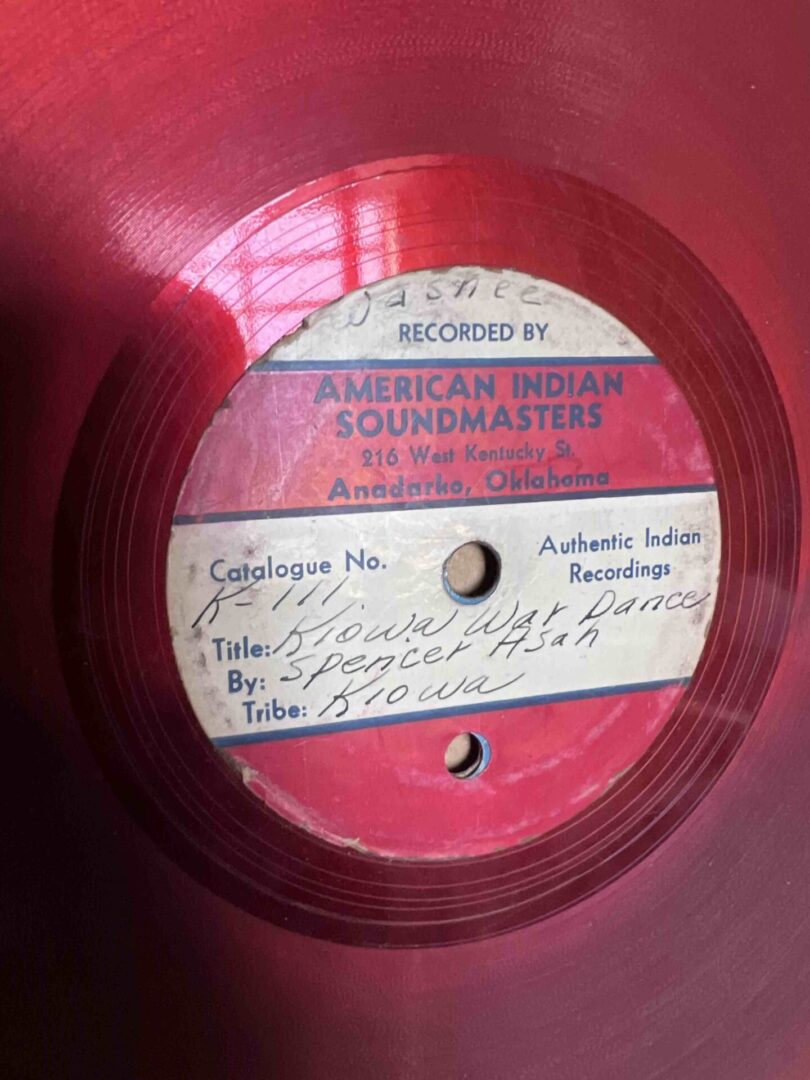 RECORDED BY
AMERICAN INDIAN
SOUNDMASTERS
216 West Kentucky St.
Anadarko, Oklahoma
Catalogue No.
K-111.
Authentic Indian
Recordings
Title: Kiowa War Dance
By: Spencer Asah
Tribe: Kiowa